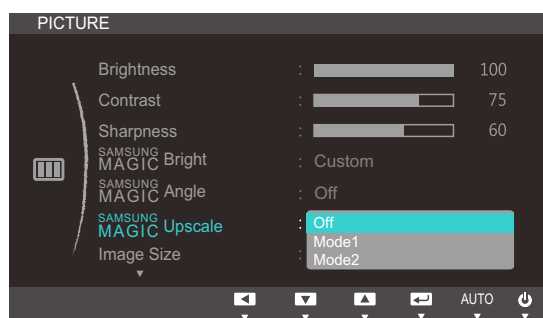 PICTURE
Brightness : 100
Contrast : 75
Sharpness : 60
SAMSUNG MAGIC Bright : Custom
SAMSUNG MAGIC Angle : Off
SAMSUNG MAGIC Upscale : Off
Mode1
Image Size : Mode2
AUTO